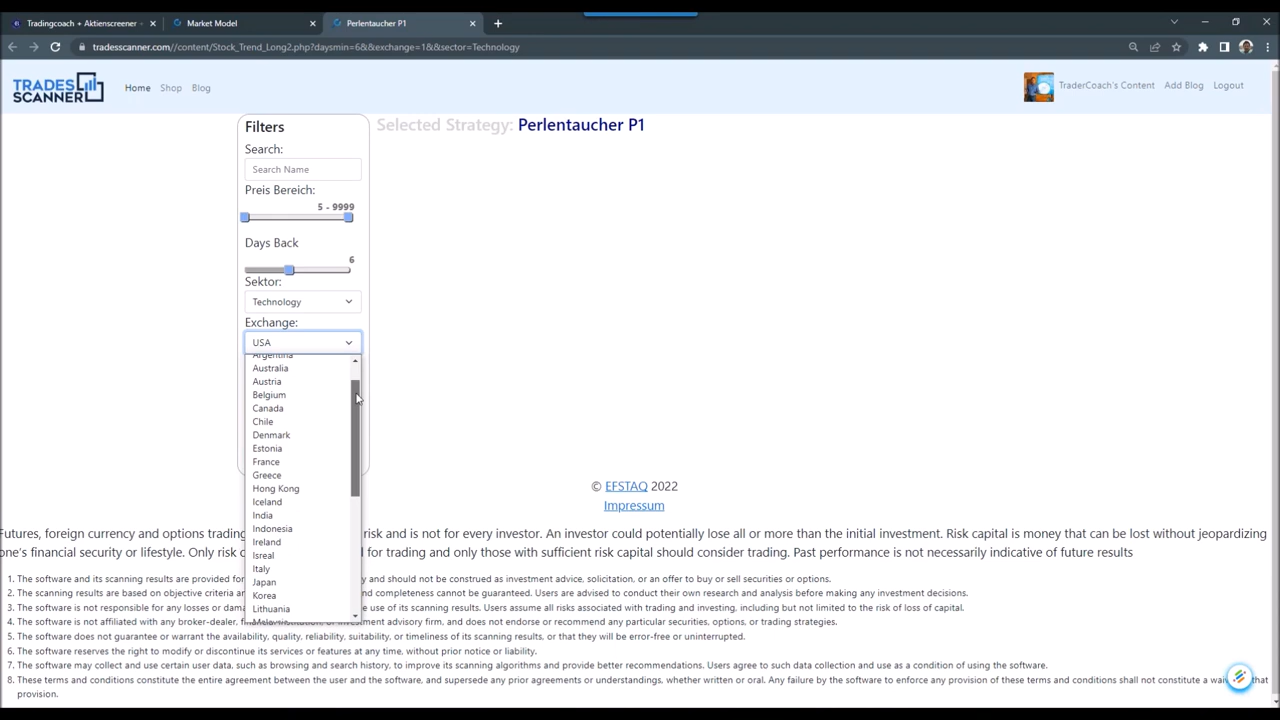 Tradingcoach + Aktienscreener -
Market Model
Perlentaucher P1
tradesscanner.com//content/Stock_Trend_Long2.php?daysmin=6&&exchange=1&&sector=Technology
TRADES
SCANNER
Home
Shop
Blog
TraderCoach's Content
Add Blog
Logout
Filters
Selected Strategy: Perlentaucher P1
Search:
Search Name
Preis Bereich:
5 - 9999
Days Back
6
Sektor:
Technology
Exchange:
USA
Argentina
Australia
Austria
Belgium
Canada
Chile
Denmark
Estonia
France
Greece
Hong Kong
Iceland
India
Indonesia
Ireland
Isreal
Italy
Japan
Korea
Lithuania
© EFSTAQ 2022
Impressum
Futures, foreign currency and options trading risk and is not for every investor. An investor could potentially lose all or more than the initial investment. Risk capital is money that can be lost without jeopardizing
one's financial security or lifestyle. Only risk for trading and only those with sufficient risk capital should consider trading. Past performance is not necessarily indicative of future results
1. The software and its scanning results are provided for and should not be construed as investment advice, solicitation, or an offer to buy or sell securities or options.
2. The scanning results are based on objective criteria and completeness cannot be guaranteed. Users are advised to conduct their own research and analysis before making any investment decisions.
3. The software is not responsible for any losses or use of its scanning results. Users assume all risks associated with trading and investing, including but not limited to the risk of loss of capital.
4. The software is not affiliated with any broker-dealer, investment advisory firm, and does not endorse or recommend any particular securities, options, or trading strategies.
5. The software does not guarantee or warrant the availability, quality, reliability, suitability, or timeliness of its scanning results, or that they will be error-free or uninterrupted.
6. The software reserves the right to modify or discontinue its services or features at any time, without prior notice or liability.
7. The software may collect and use certain user data, such as browsing and search history, to improve its scanning algorithms and provide better recommendations. Users agree to such data collection and use as a condition of using the software.
8. These terms and conditions constitute the entire agreement between the user and the software, and supersede any prior agreements or understandings, whether written or oral. Any failure by the software to enforce any provision of these terms and conditions shall not constitute a that
provision.